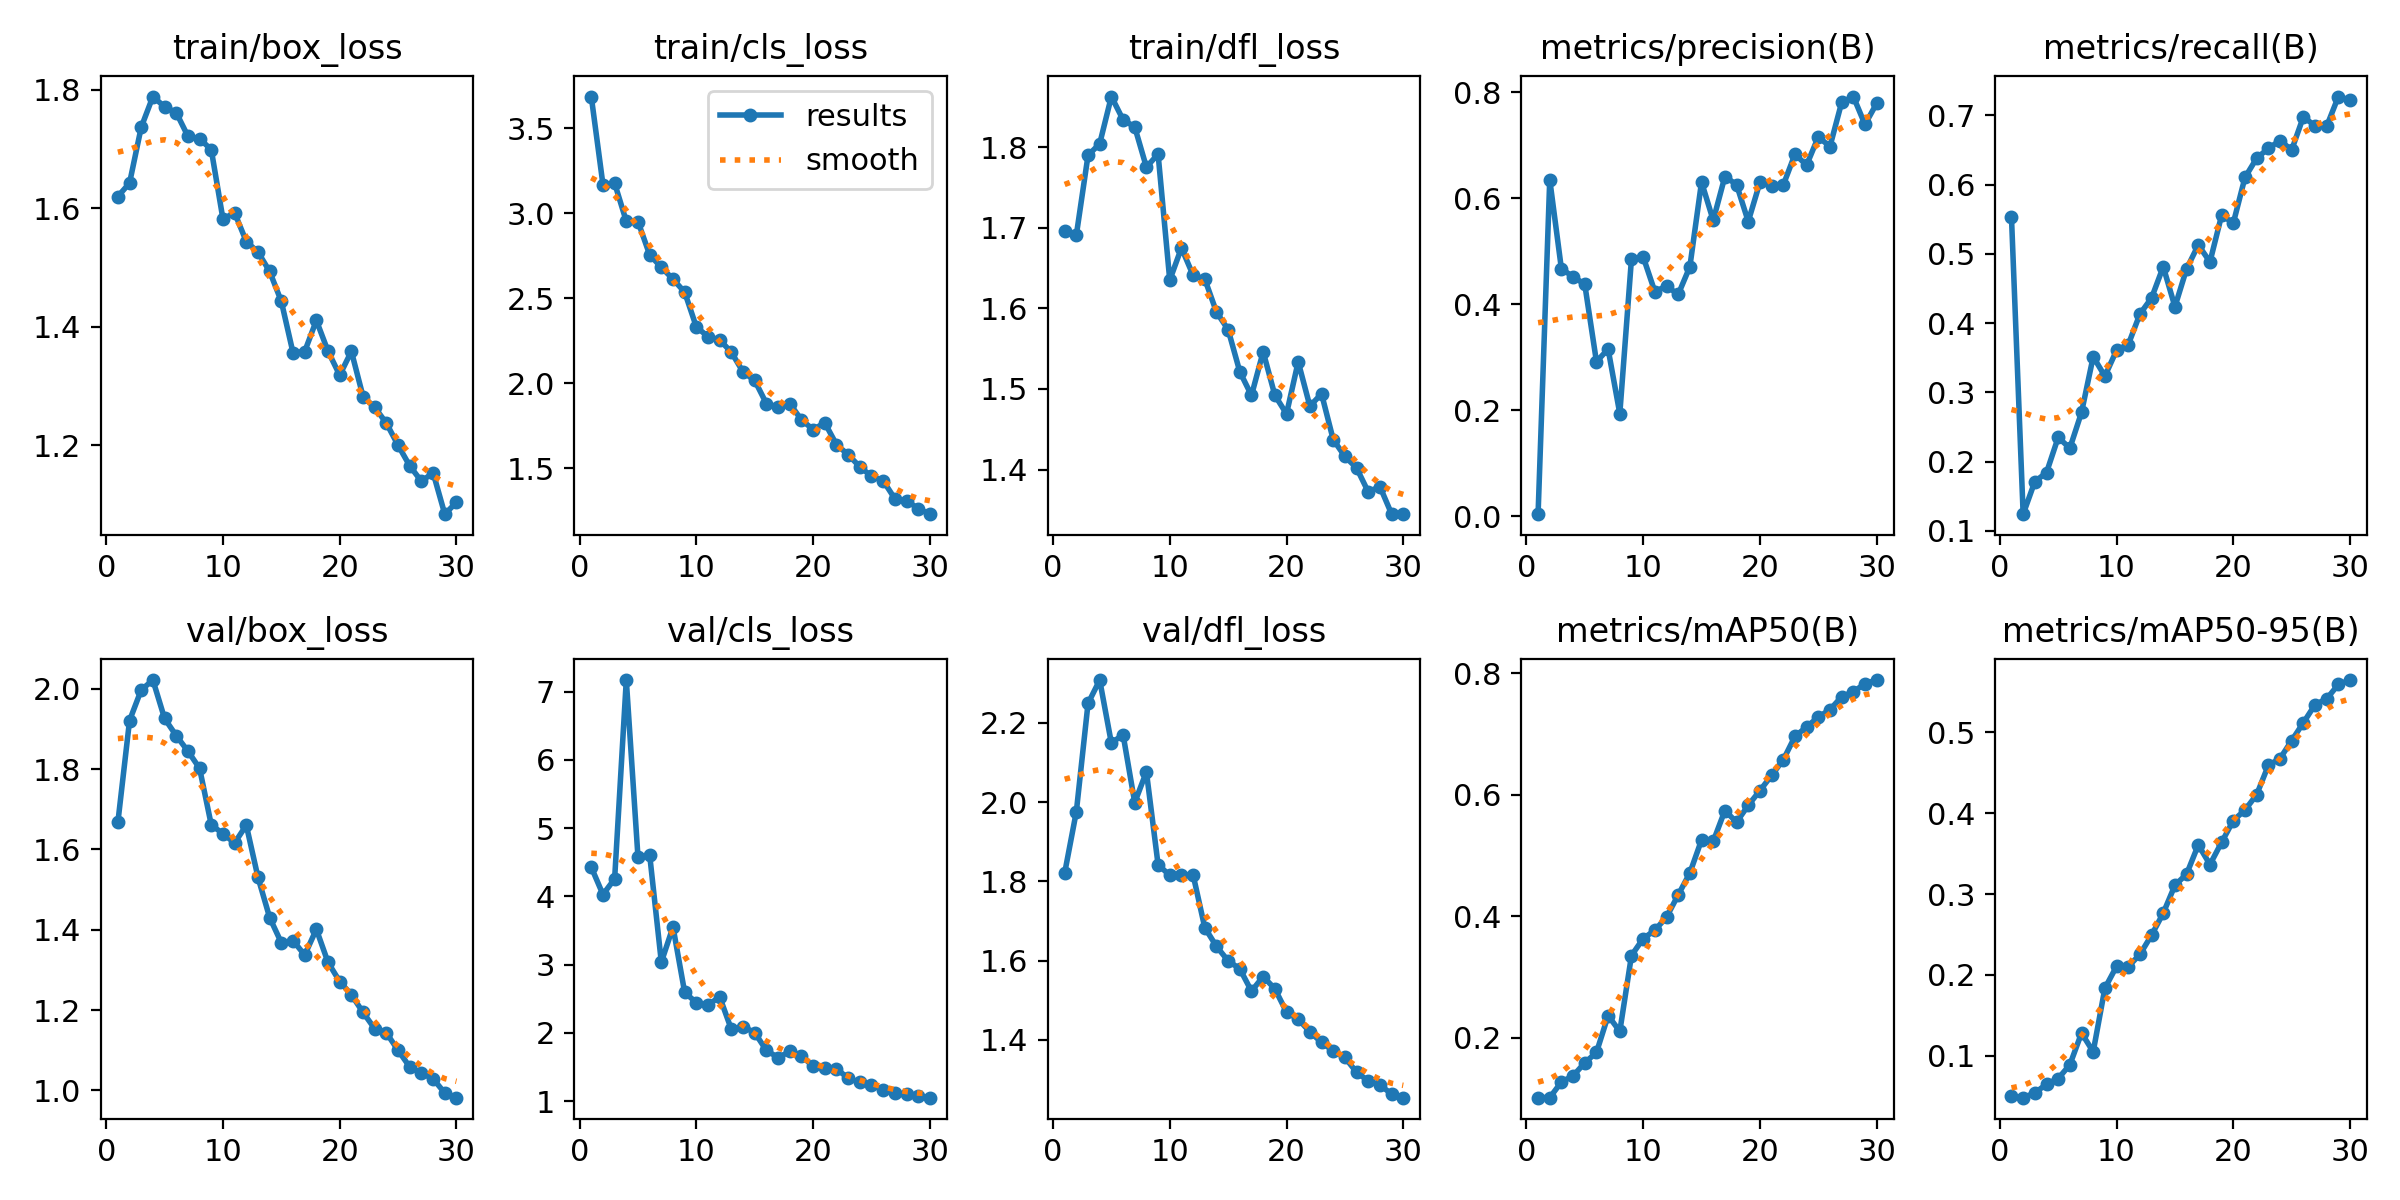 train/box_loss
1.8
1.6
1.4
1.2
0 10 20 30
train/cls_loss
results
smooth
3.5
3.0
2.5
2.0
1.5
0 10 20 30
train/dfl_loss
1.8
1.7
1.6
1.5
1.4
0 10 20 30
metrics/precision(B)
0.8
0.6
0.4
0.2
0.0
0 10 20 30
metrics/recall(B)
0.7
0.6
0.5
0.4
0.3
0.2
0.1
0 10 20 30
val/box_loss
2.0
1.8
1.6
1.4
1.2
1.0
0 10 20 30
val/cls_loss
7
6
5
4
3
2
1
0 10 20 30
val/dfl_loss
2.2
2.0
1.8
1.6
1.4
0 10 20 30
metrics/mAP50(B)
0.8
0.6
0.4
0.2
0 10 20 30
metrics/mAP50-95(B)
0.5
0.4
0.3
0.2
0.1
0 10 20 30